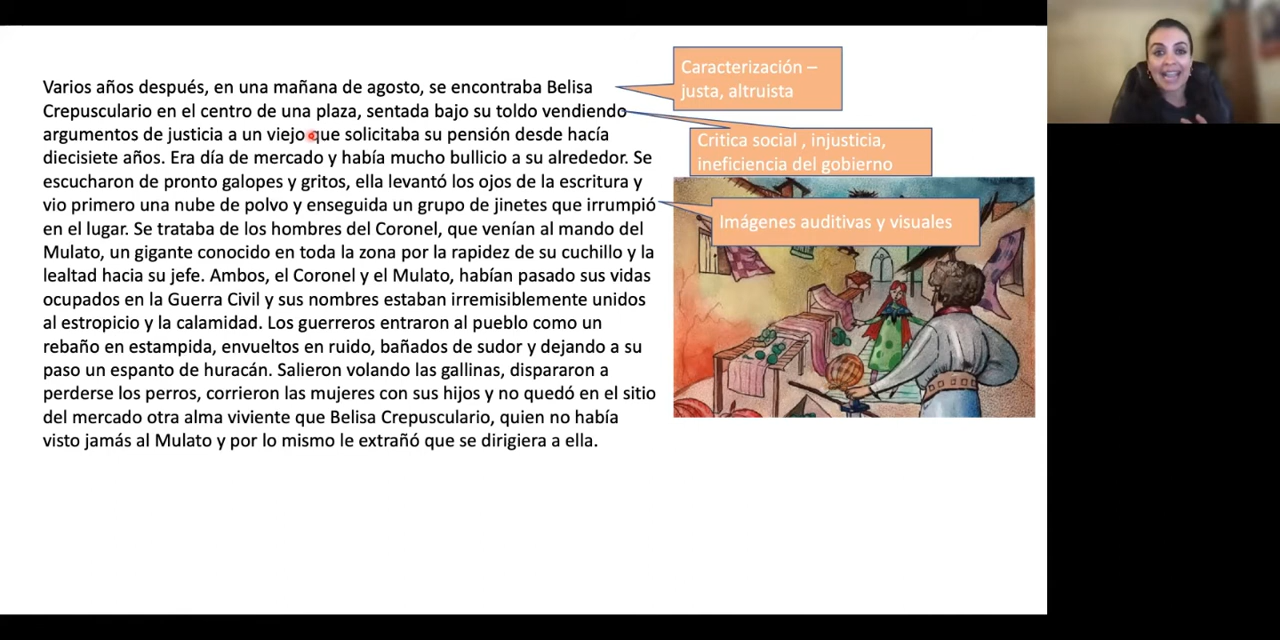 Varios años después, en una mañana de agosto, se encontraba Belisa
Crepusculario en el centro de una plaza, sentada bajo su toldo vendiendo
argumentos de justicia a un viejo que solicitaba su pensión desde hacía
diecisiete años. Era día de mercado y había mucho bullicio a su alrededor. Se
escucharon de pronto galopes y gritos, ella levantó los ojos de la escritura y
vio primero una nube de polvo y enseguida un grupo de jinetes que irrumpió
en el lugar. Se trataba de los hombres del Coronel, que venían al mando del
Mulato, un gigante conocido en toda la zona por la rapidez de su cuchillo y la
lealtad hacia su jefe. Ambos, el Coronel y el Mulato, habían pasado sus vidas
ocupados en la Guerra Civil y sus nombres estaban irremisiblemente unidos
al estropicio y la calamidad. Los guerreros entraron al pueblo como un
rebaño en estampida, envueltos en ruido, bañados de sudor y dejando a su
paso un espanto de huracán. Salieron volando las gallinas, dispararon a
perderse los perros, corrieron las mujeres con sus hijos y no quedó en el sitio
del mercado otra alma viviente que Belisa Crepusculario, quien no había
visto jamás al Mulato y por lo mismo le extrañó que se dirigiera a ella.
Caracterización –
justa, altruista
Critica social , injusticia,
ineficiencia del gobierno
Imágenes auditivas y visuales